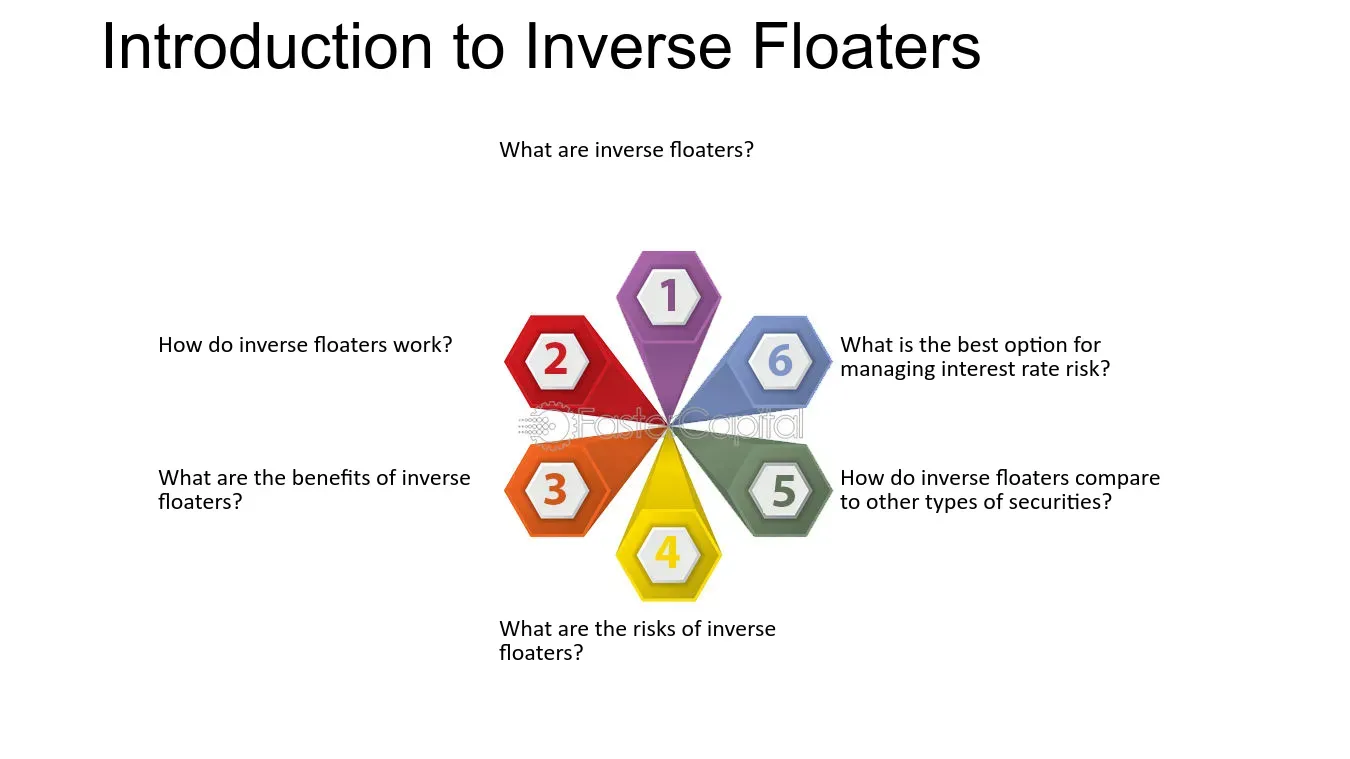 Introduction to Inverse Floaters
What are inverse floaters?
1
2
How do inverse floaters work?
6
What is the best option for
managing interest rate risk?
FasterCapital
3
What are the benefits of inverse
floaters?
5
How do inverse floaters compare
to other types of securities?
4
What are the risks of inverse
floaters?